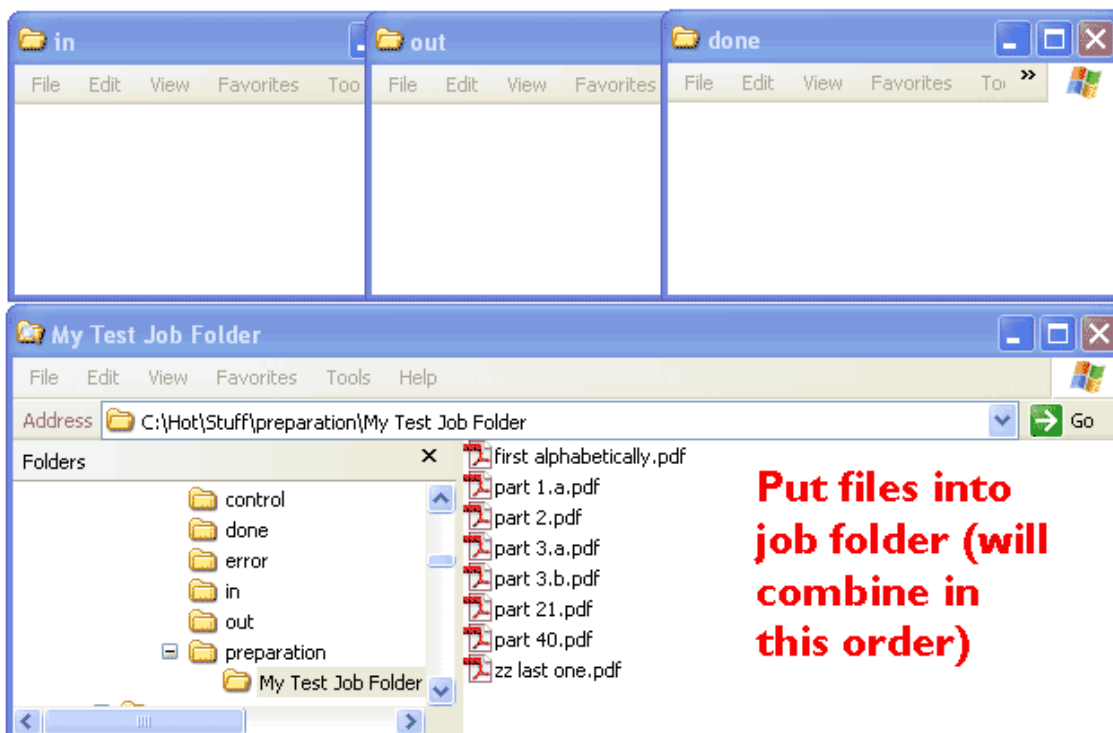 in
out
done
File Edit View Favorites Too
File Edit View Favorites
File Edit View Favorites To
My Test Job Folder
File Edit View Favorites Tools Help
Address C:\Hot\Stuff\preparation\My Test Job Folder Go
Folders
control
done
error
in
out
preparation
My Test Job Folder
first alphabetically.pdf
part 1.a.pdf
part 2.pdf
part 3.a.pdf
part 3.b.pdf
part 21.pdf
part 40.pdf
zz last one.pdf
Put files into
job folder (will
combine in
this order)